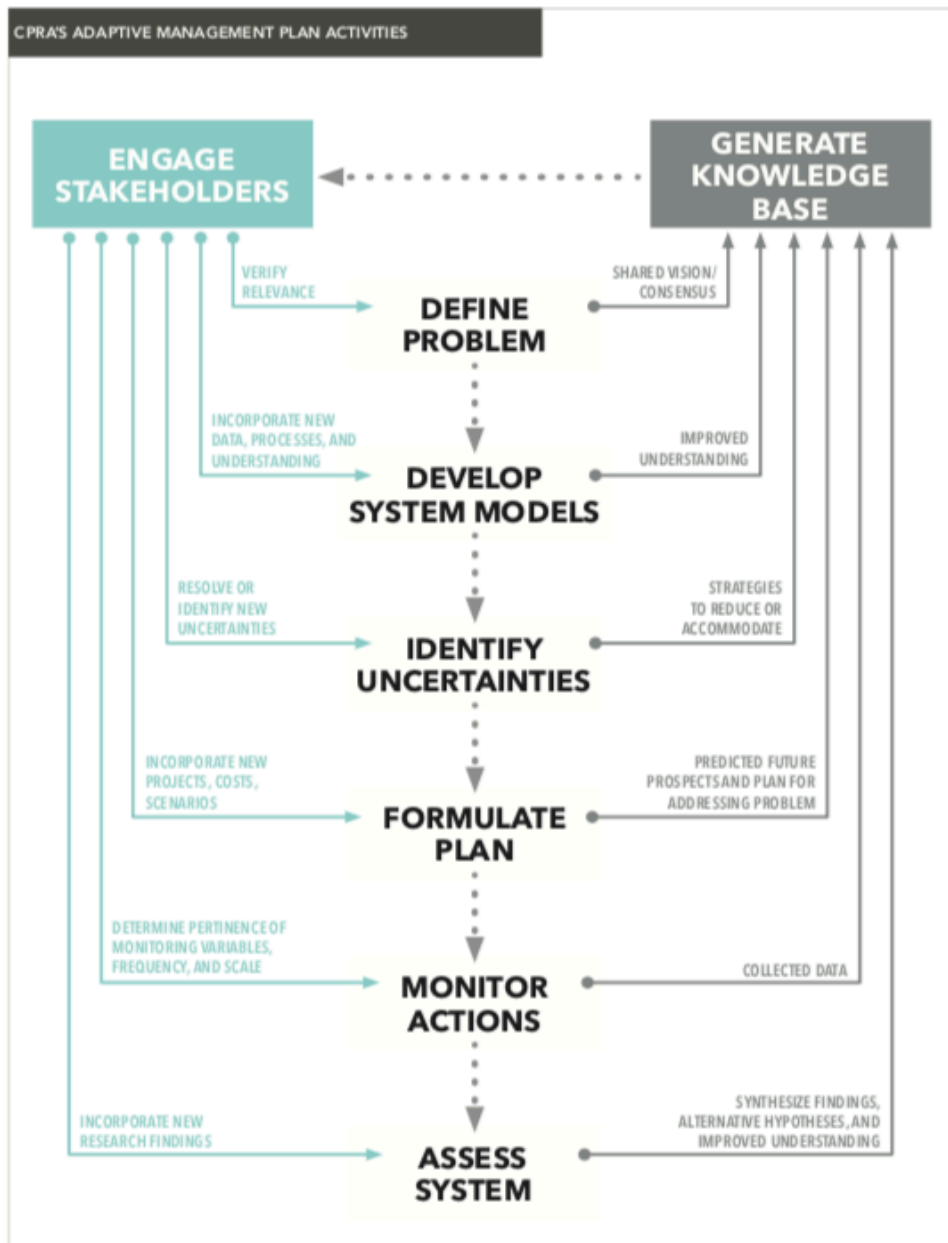 CPRA'S ADAPTIVE MANAGEMENT PLAN ACTIVITIES
ENGAGE
STAKEHOLDERS
GENERATE
KNOWLEDGE
BASE
VERIFY
RELEVANCE
DEFINE
PROBLEM
SHARED VISION/
CONSENSUS
INCORPORATE NEW
DATA, PROCESSES, AND
UNDERSTANDING
DEVELOP
SYSTEM MODELS
IMPROVED
UNDERSTANDING
RESOLVE OR
IDENTIFY NEW
UNCERTAINTIES
IDENTIFY
UNCERTAINTIES
STRATEGIES
TO REDUCE OR
ACCOMMODATE
INCORPORATE NEW
PROJECTS, COSTS,
SCENARIOS
FORMULATE
PLAN
PREDICTED FUTURE
PROSPECTS AND PLAN FOR
ADDRESSING PROBLEM
DETERMINE PERTINENCE OF
MONITORING VARIABLES,
FREQUENCY, AND SCALE
MONITOR
ACTIONS
COLLECTED DATA
INCORPORATE NEW
RESEARCH FINDINGS
ASSESS
SYSTEM
SYNTHESIZE FINDINGS,
ALTERNATIVE HYPOTHESES, AND
IMPROVED UNDERSTANDING